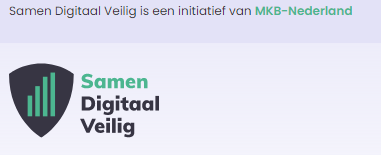 Samen Digitaal Veilig is een initiatief van MKB-Nederland
Samen
Digitaal
Veilig